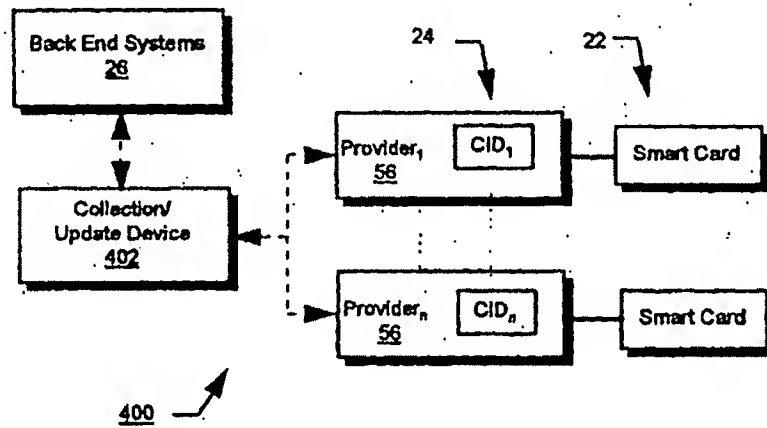 Back End Systems
26
24
22
Provider₁
56
CID₁
Smart Card
Collection/
Update Device
402
Providerₙ
56
CIDₙ
Smart Card
400